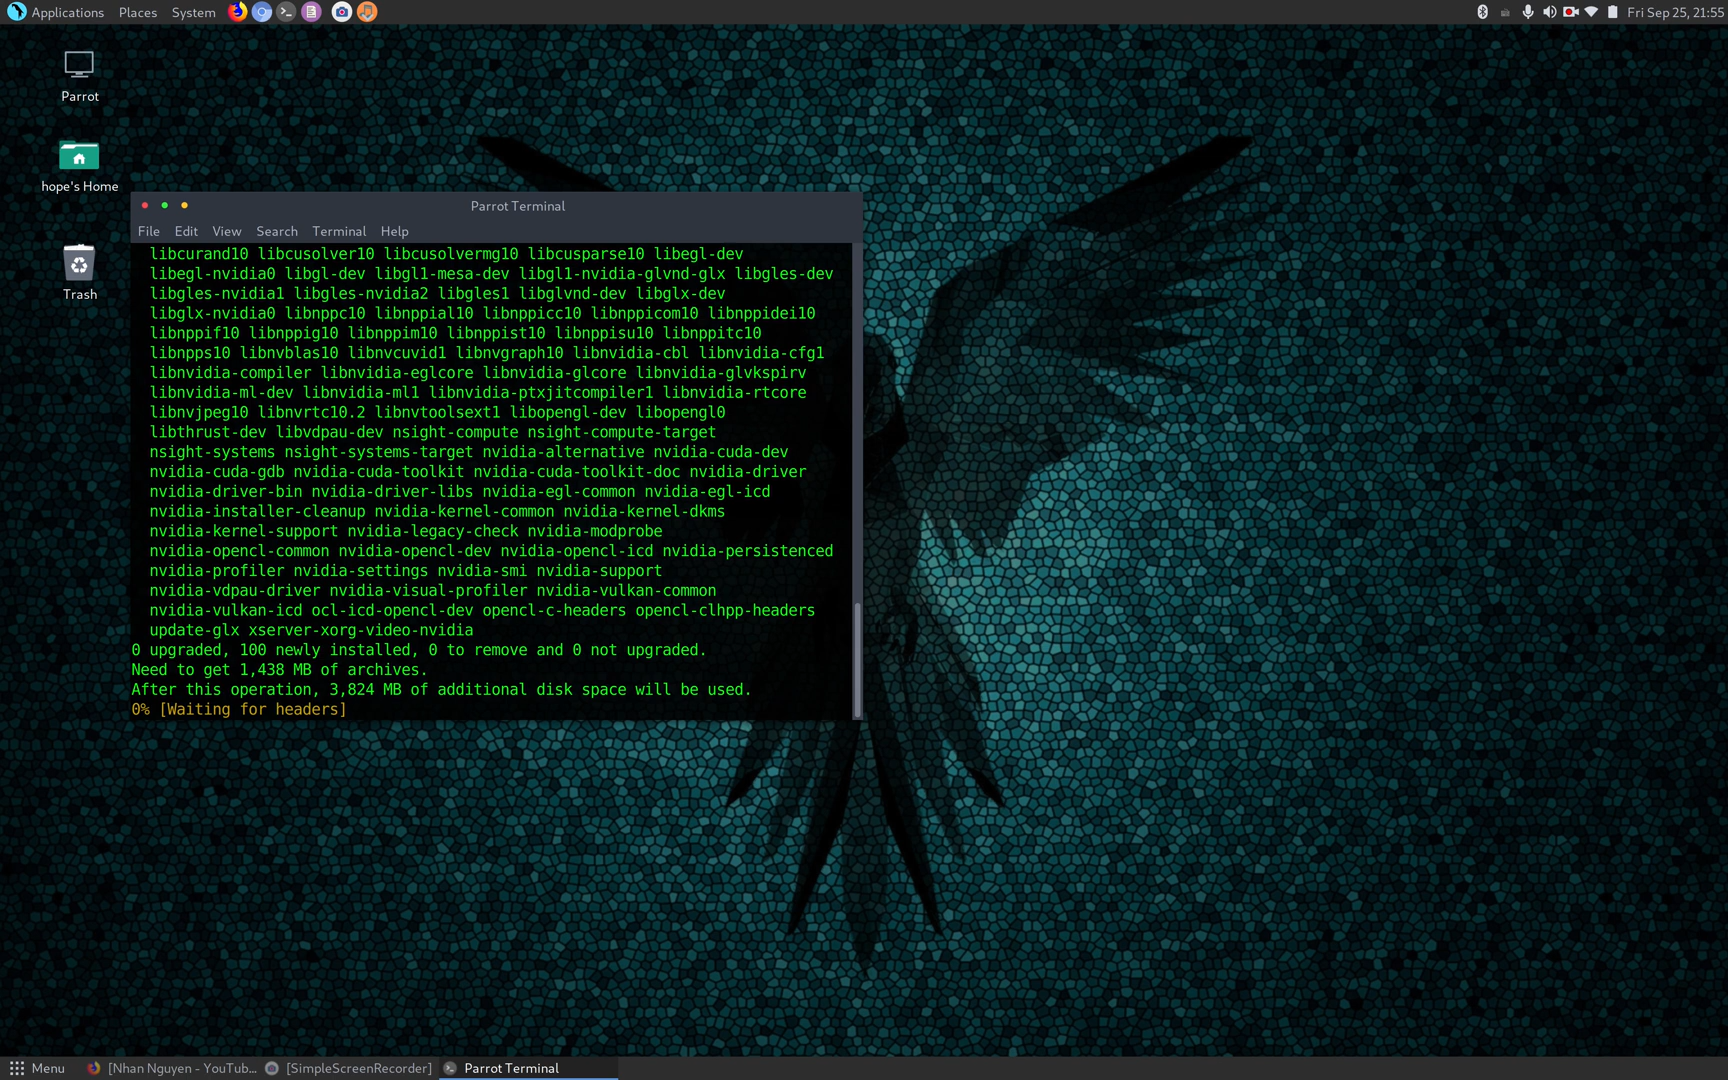 Applications Places System
Fri Sep 25, 21:55
Parrot
hope's Home
Trash
Parrot Terminal
File Edit View Search Terminal Help
libcurand10 libcusolver10 libcusolvermg10 libcusparse10 libegl-dev
libegl-nvidia0 libgl-dev libgl1-mesa-dev libgl1-nvidia-glvnd-glx libgles-dev
libgles-nvidia1 libgles-nvidia2 libgles1 libglvnd-dev libglx-dev
libglx-nvidia0 libnppc10 libnppial10 libnppicc10 libnppicom10 libnppidei10
libnppif10 libnppig10 libnppim10 libnppist10 libnppisu10 libnppitc10
libnpps10 libnvblas10 libnvcuvid1 libnvgraph10 libnvidia-cbl libnvidia-cfg1
libnvidia-compiler libnvidia-eglcore libnvidia-glcore libnvidia-glvkspirv
libnvidia-ml-dev libnvidia-ml1 libnvidia-ptxjitcompiler1 libnvidia-rtcore
libnvjpeg10 libnvrtc10.2 libnvtoolsext1 libopengl-dev libopengl0
libthrust-dev libvdpau-dev nsight-compute nsight-compute-target
nsight-systems nsight-systems-target nvidia-alternative nvidia-cuda-dev
nvidia-cuda-gdb nvidia-cuda-toolkit nvidia-cuda-toolkit-doc nvidia-driver
nvidia-driver-bin nvidia-driver-libs nvidia-egl-common nvidia-egl-icd
nvidia-installer-cleanup nvidia-kernel-common nvidia-kernel-dkms
nvidia-kernel-support nvidia-legacy-check nvidia-modprobe
nvidia-opencl-common nvidia-opencl-dev nvidia-opencl-icd nvidia-persistenced
nvidia-profiler nvidia-settings nvidia-smi nvidia-support
nvidia-vdpau-driver nvidia-visual-profiler nvidia-vulkan-common
nvidia-vulkan-icd ocl-icd-opencl-dev opencl-c-headers opencl-clhpp-headers
update-glx xserver-xorg-video-nvidia
0 upgraded, 100 newly installed, 0 to remove and 0 not upgraded.
Need to get 1,438 MB of archives.
After this operation, 3,824 MB of additional disk space will be used.
0% [Waiting for headers]
Menu [Nhan Nguyen - YouTub... [SimpleScreenRecorder] Parrot Terminal